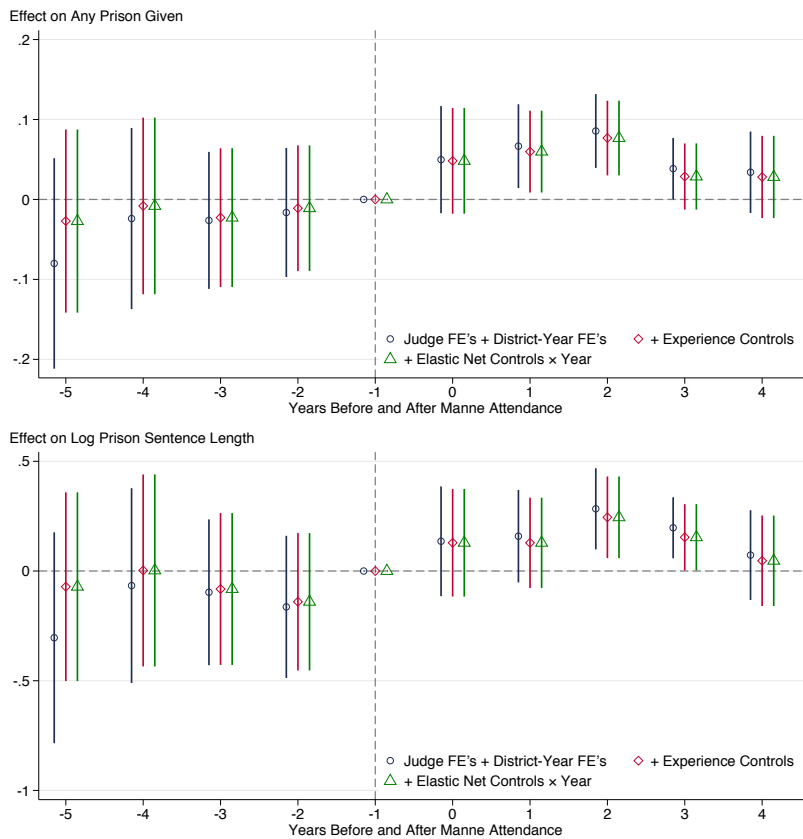 Effect on Any Prison Given
.2
.1
0
-.1
-.2
Judge FE's + District-Year FE's
+ Experience Controls
+ Elastic Net Controls × Year
-5 -4 -3 -2 -1 0 1 2 3 4
Years Before and After Manne Attendance
Effect on Log Prison Sentence Length
.5
0
-.5
-1
Judge FE's + District-Year FE's
+ Experience Controls
+ Elastic Net Controls × Year
-5 -4 -3 -2 -1 0 1 2 3 4
Years Before and After Manne Attendance